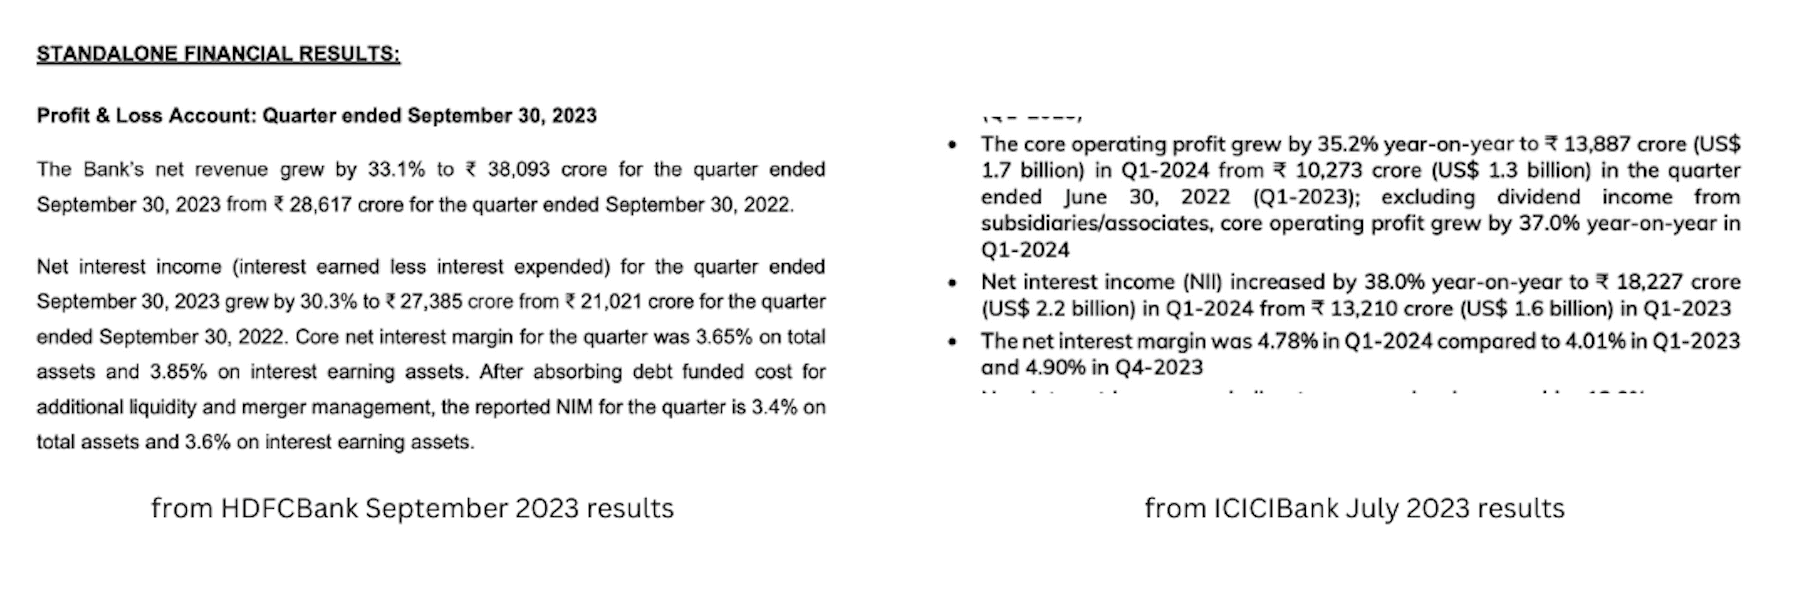 STANDALONE FINANCIAL RESULTS:
Profit & Loss Account: Quarter ended September 30, 2023
The Bank's net revenue grew by 33.1% to ₹ 38,093 crore for the quarter ended
September 30, 2023 from ₹ 28,617 crore for the quarter ended September 30, 2022.
Net interest income (interest earned less interest expended) for the quarter ended
September 30, 2023 grew by 30.3% to ₹ 27,385 crore from ₹ 21,021 crore for the quarter
ended September 30, 2022. Core net interest margin for the quarter was 3.65% on total
assets and 3.85% on interest earning assets. After absorbing debt funded cost for
additional liquidity and merger management, the reported NIM for the quarter is 3.4% on
total assets and 3.6% on interest earning assets.
from HDFCBank September 2023 results
• The core operating profit grew by 35.2% year-on-year to ₹ 13,887 crore (US$
1.7 billion) in Q1-2024 from ₹ 10,273 crore (US$ 1.3 billion) in the quarter
ended June 30, 2022 (Q1-2023); excluding dividend income from
subsidiaries/associates, core operating profit grew by 37.0% year-on-year in
Q1-2024
• Net interest income (NII) increased by 38.0% year-on-year to ₹ 18,227 crore
(US$ 2.2 billion) in Q1-2024 from ₹ 13,210 crore (US$ 1.6 billion) in Q1-2023
• The net interest margin was 4.78% in Q1-2024 compared to 4.01% in Q1-2023
and 4.90% in Q4-2023
from ICICIBank July 2023 results